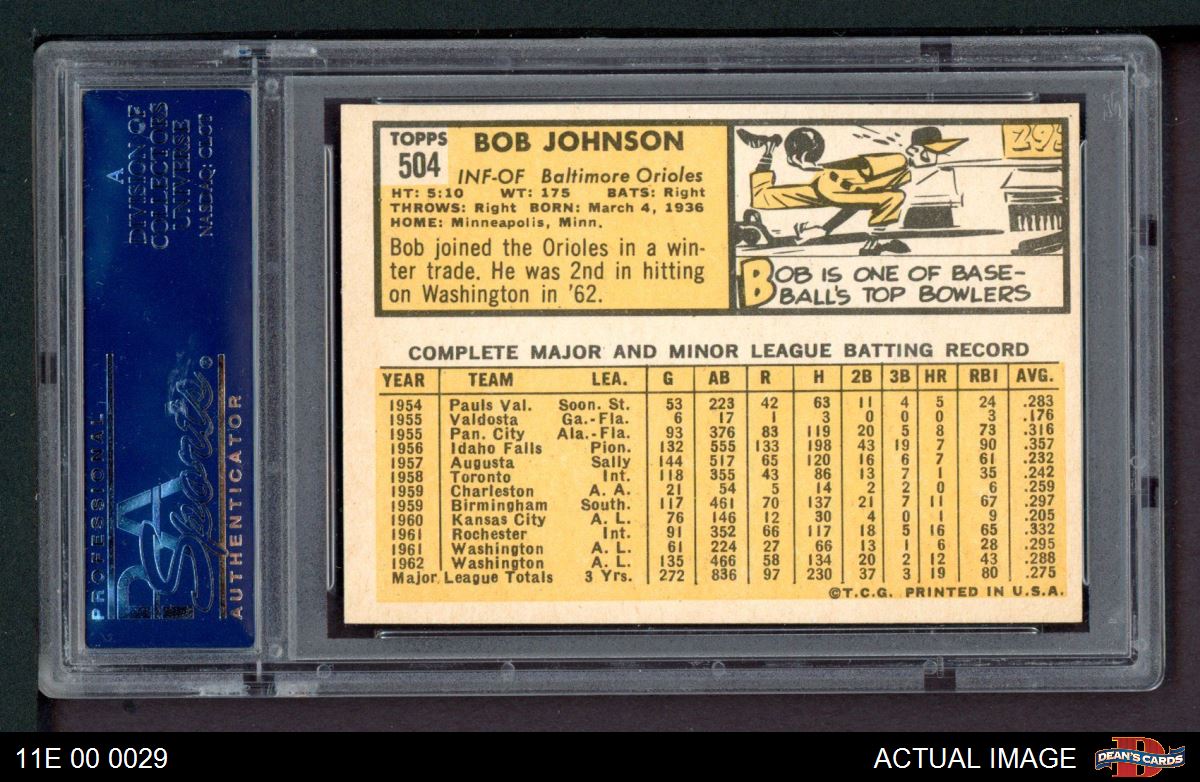 A
DIVISION OF
COLLECTORS
UNIVERSE
NASDAQ: CLCT
PROFESSIONAL
PSA
Sports
®
AUTHENTICATOR
TOPPS
504
BOB JOHNSON
INF-OF Baltimore Orioles
HT: 5:10 WT: 175 BATS: Right
THROWS: Right BORN: March 4, 1936
HOME: Minneapolis, Minn.
Bob joined the Orioles in a win-
ter trade. He was 2nd in hitting
on Washington in '62.
BOB IS ONE OF BASE-
BALL'S TOP BOWLERS
COMPLETE MAJOR AND MINOR LEAGUE BATTING RECORD
YEAR TEAM LEA. G AB R H 2B 3B HR RBI AVG.
1954 Pauls Val. Soon. St. 53 223 42 63 11 4 5 24 .283
1955 Valdosta Ga.-Fla. 6 17 1 3 0 0 0 3 .176
1955 Pan. City Ala.-Fla. 93 376 83 119 20 5 8 73 .316
1956 Idaho Falls Pion. 132 555 133 198 43 19 7 90 .357
1957 Augusta Sally 144 517 65 120 16 6 7 61 .232
1958 Toronto Int. 118 355 43 86 13 7 1 35 .242
1959 Charleston A. A. 21 54 5 14 2 2 0 6 .259
1959 Birmingham South. 117 461 70 137 21 7 11 67 .297
1960 Kansas City A. L. 76 146 12 30 4 0 1 9 .205
1961 Rochester Int. 91 352 66 117 18 5 16 65 .332
1961 Washington A. L. 61 224 27 66 13 1 6 28 .295
1962 Washington A. L. 135 466 58 134 20 2 12 43 .288
Major League Totals 3 Yrs. 272 836 97 230 37 3 19 80 .275
©T.C.G. PRINTED IN U.S.A.
11E 00 0029
ACTUAL IMAGE
D
DEAN'S CARDS